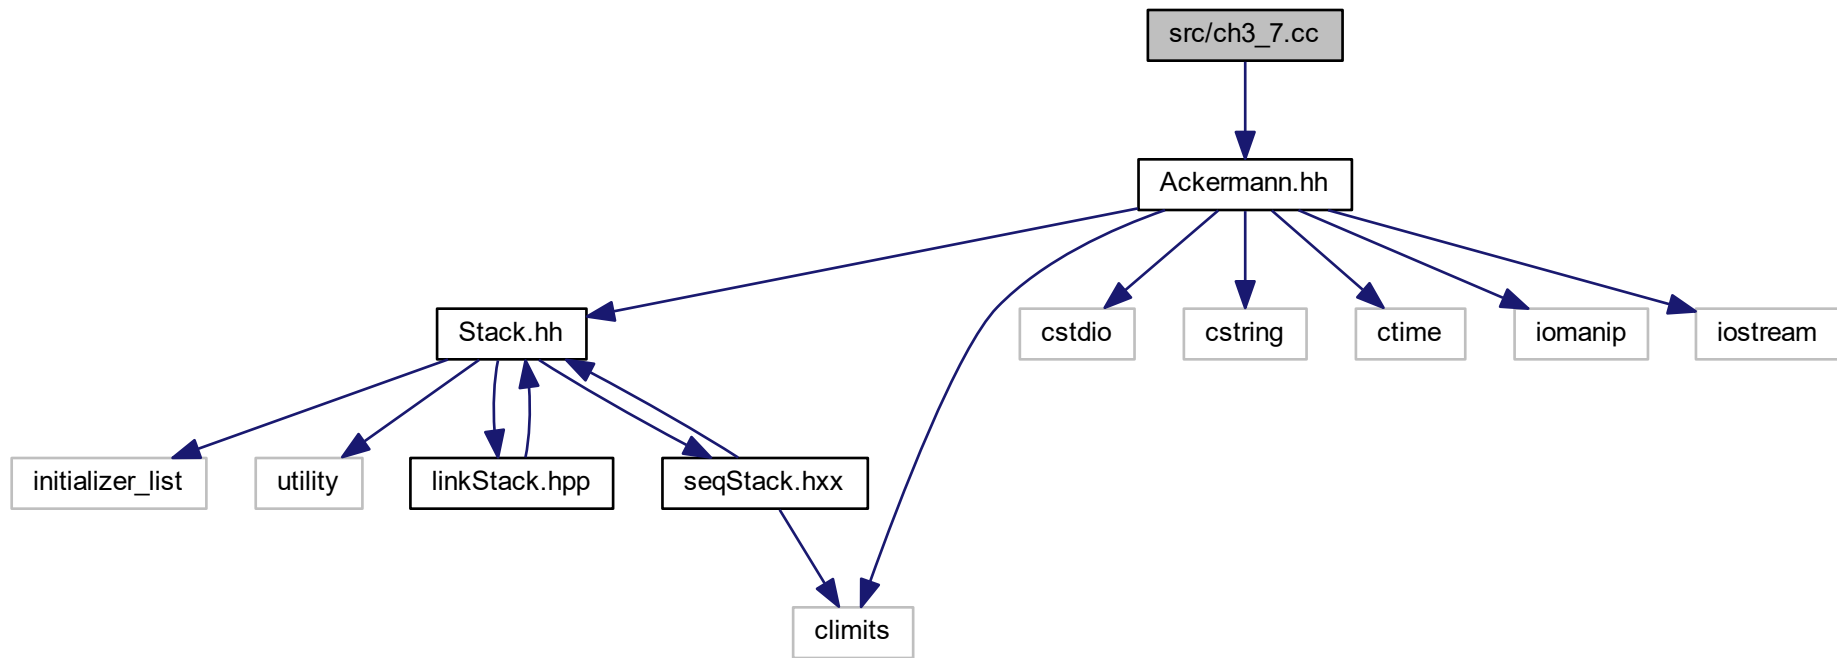 src/ch3_7.cc
Ackermann.hh
Stack.hh
cstdio
cstring
ctime
iomanip
iostream
initializer_list
utility
linkStack.hpp
seqStack.hxx
climits